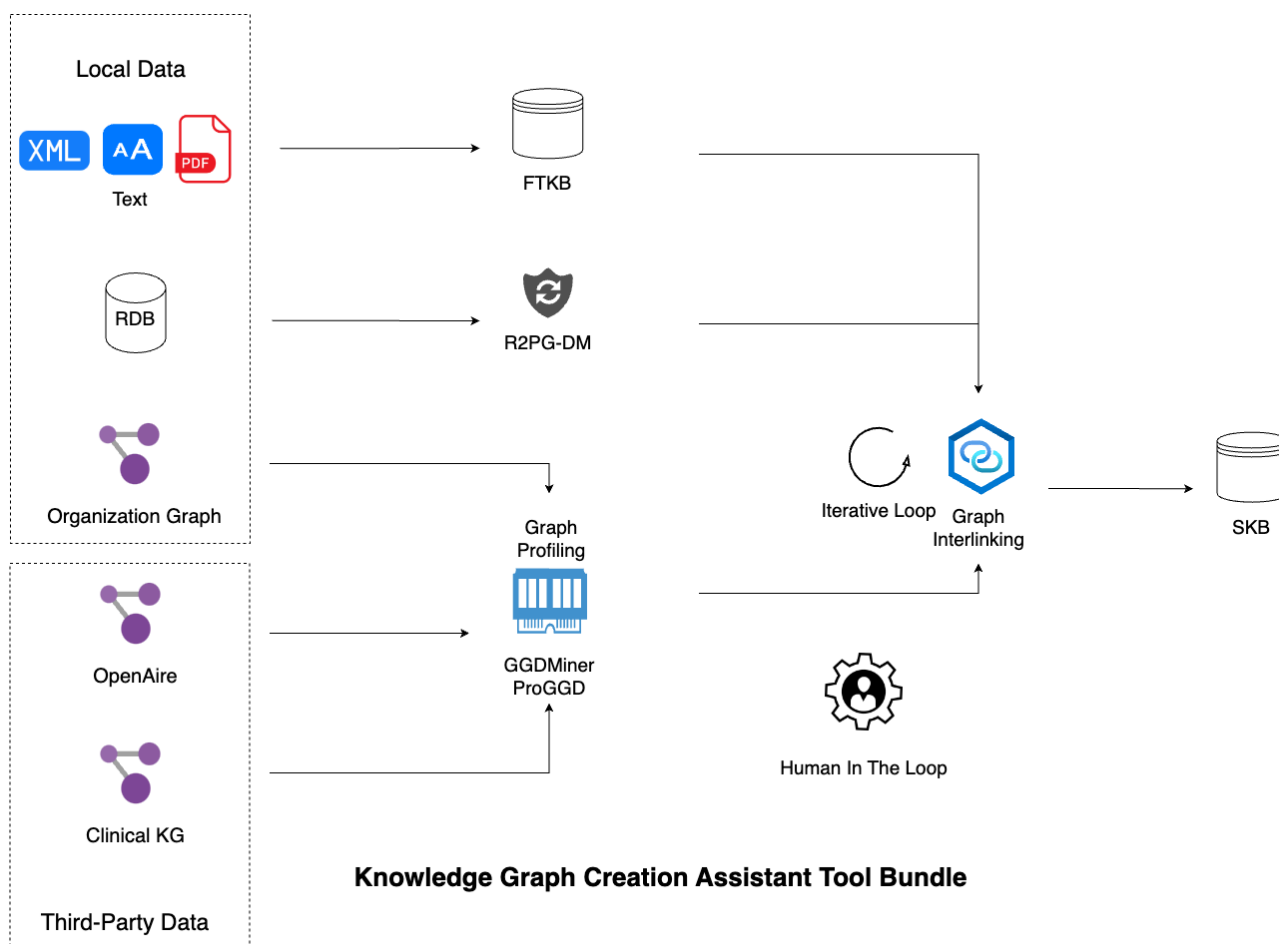 Local Data
XML
AA
PDF
Text
FTKB
RDB
R2PG-DM
Organization Graph
Graph
Profiling
Iterative Loop
Graph
Interlinking
SKB
OpenAire
GGDMiner
ProGGD
Clinical KG
Human In The Loop
Knowledge Graph Creation Assistant Tool Bundle
Third-Party Data